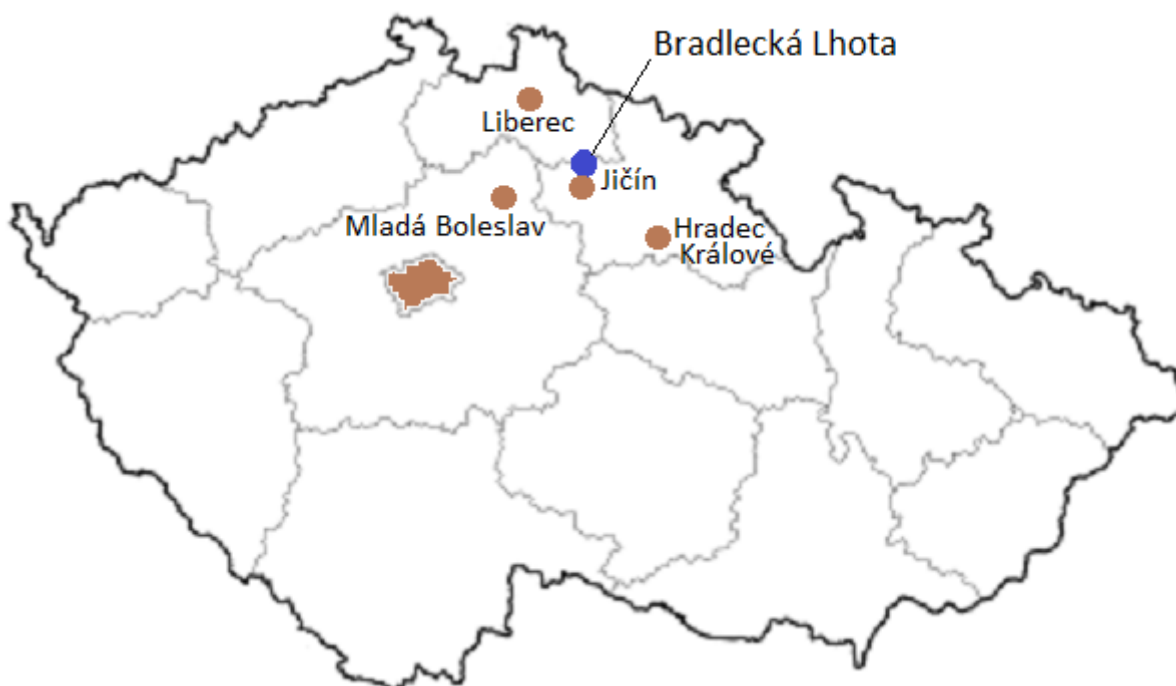 Bradlecká Lhota
Liberec
Jičín
Mladá Boleslav
Hradec
Králové